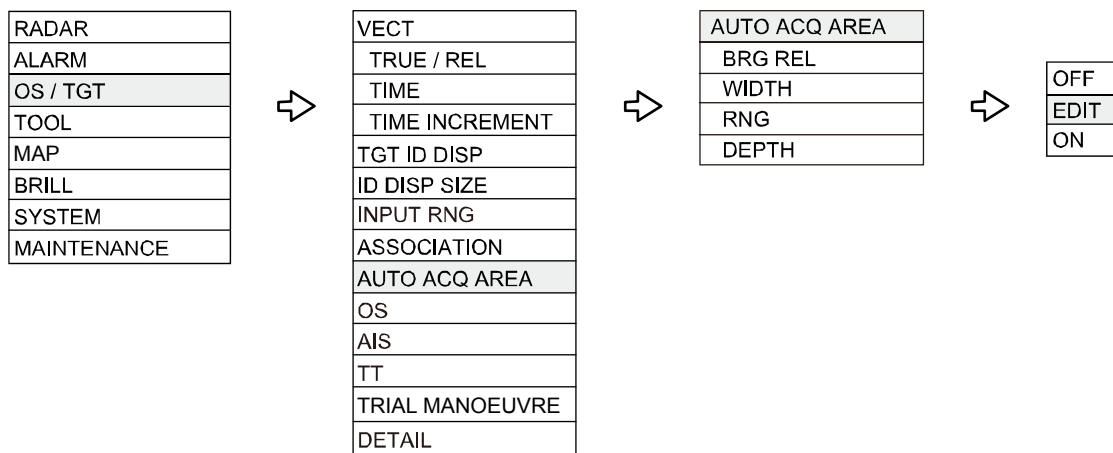 RADAR
ALARM
OS / TGT
TOOL
MAP
BRILL
SYSTEM
MAINTENANCE
VECT
TRUE / REL
TIME
TIME INCREMENT
TGT ID DISP
ID DISP SIZE
INPUT RNG
ASSOCIATION
AUTO ACQ AREA
OS
AIS
TT
TRIAL MANOEUVRE
DETAIL
AUTO ACQ AREA
BRG REL
WIDTH
RNG
DEPTH
OFF
EDIT
ON